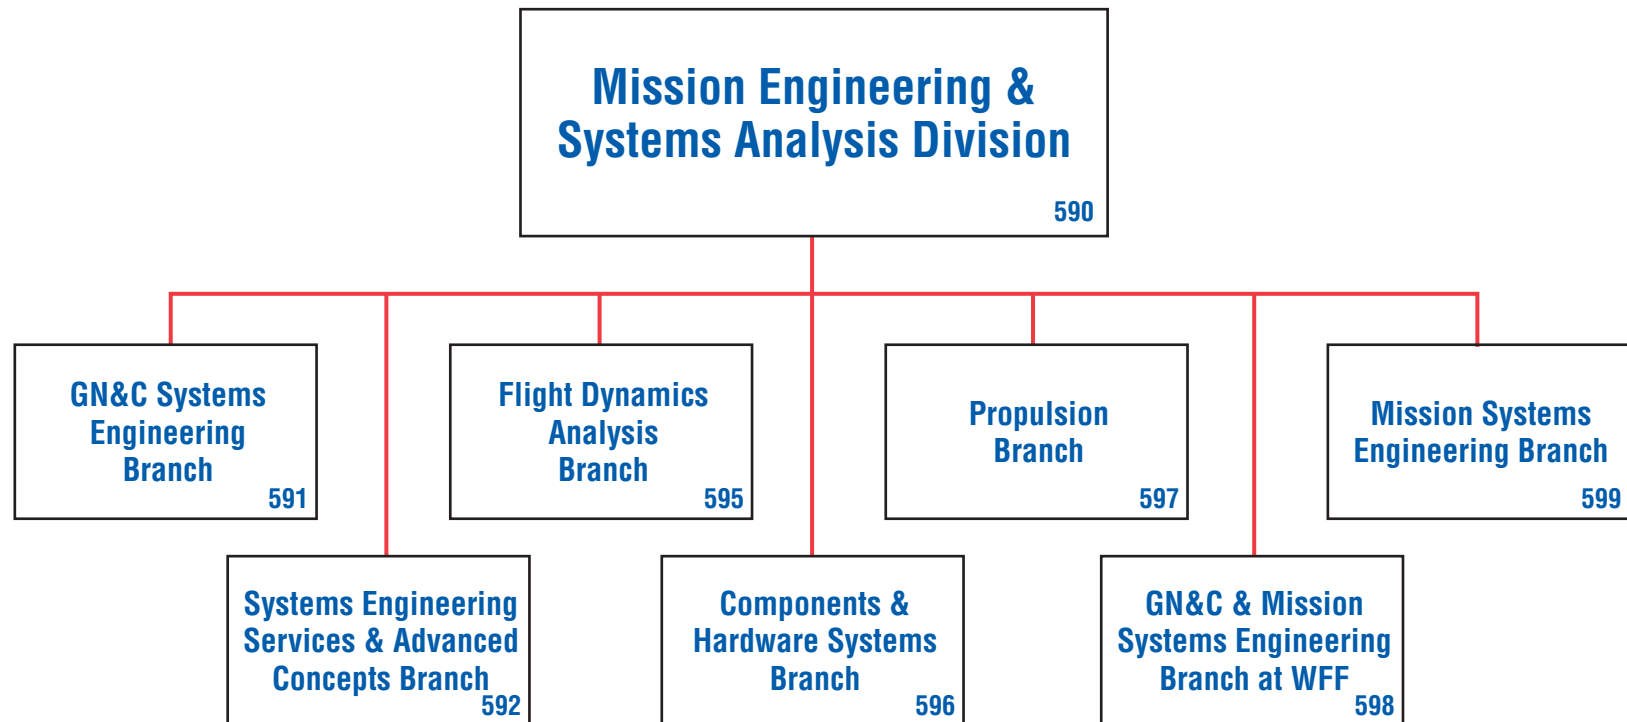 Mission Engineering &
Systems Analysis Division
590
GN&C Systems
Engineering
Branch
591
Flight Dynamics
Analysis
Branch
595
Propulsion
Branch
597
Mission Systems
Engineering Branch
599
Systems Engineering
Services & Advanced
Concepts Branch
592
Components &
Hardware Systems
Branch
596
GN&C & Mission
Systems Engineering
Branch at WFF
598